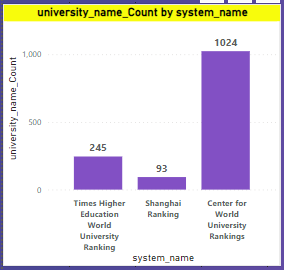 university_name_Count by system_name
university_name_Count
1,000
500
0
245
93
1024
Times Higher
Education
World
University
Ranking
Shanghai
Ranking
Center for
World
University
Rankings
system_name